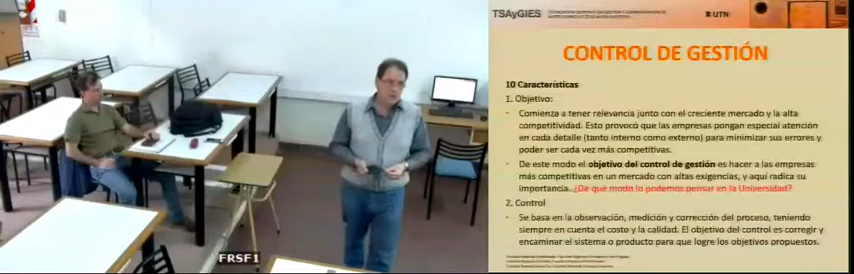 TSAyGIES
UTN
CONTROL DE GESTIÓN
10 Características
1. Objetivo:
• Comienza a tener relevancia junto con el creciente mercado y la alta
competitividad. Esto provocó que las empresas pongan especial atención
en cada detalle (tanto interno como externo) para minimizar sus errores y
poder ser cada vez más competitivas.
• De este modo el objetivo del control de gestión es hacer a las empresas
más competitivas en un mercado con altas exigencias, y aquí radica su
importancia. ¿De qué modo lo podemos pensar en la Universidad?
2. Control
• Se basa en la observación, medición y corrección del proceso, teniendo
siempre en cuenta el costo y la calidad. El objetivo del control es corregir y
encaminar el sistema o producto para que logre los objetivos propuestos.
FRSF1